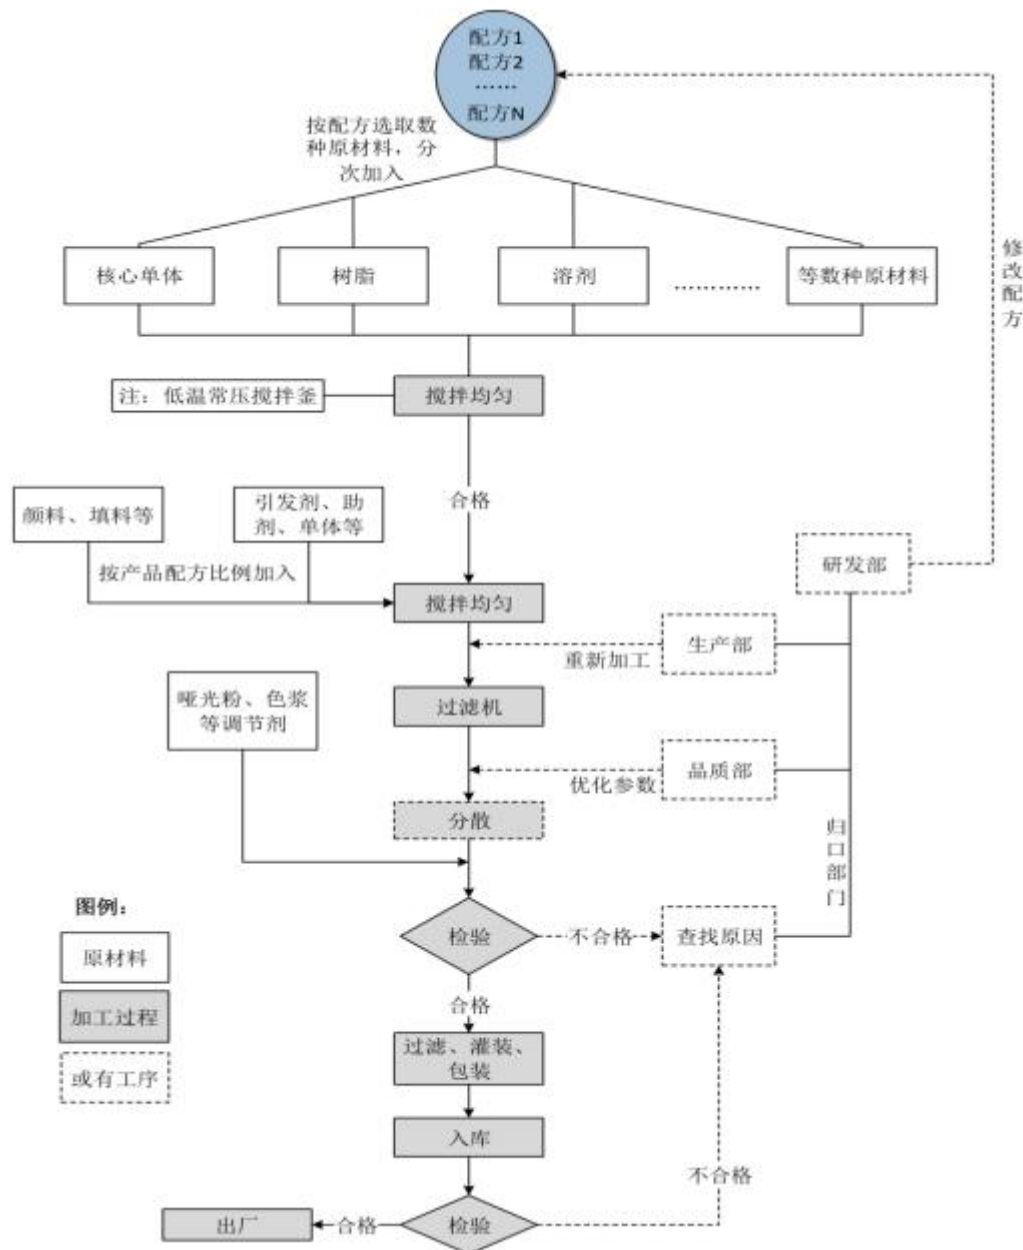 配方1
配方2
……
配方N
按配方选取数
种原材料，分
次加入
核心单体
树脂
溶剂
…………
等数种原材料
修改配方
注：低温常压搅拌釜
搅拌均匀
合格
颜料、填料等
引发剂、助
剂、单体等
按产品配方比例加入
搅拌均匀
研发部
重新加工
生产部
哑光粉、色浆
等调节剂
过滤机
优化参数
品质部
分散
归口部门
图例：
原材料
加工过程
或有工序
检验
不合格
查找原因
合格
过滤、灌装、
包装
入库
不合格
出厂
合格
检验